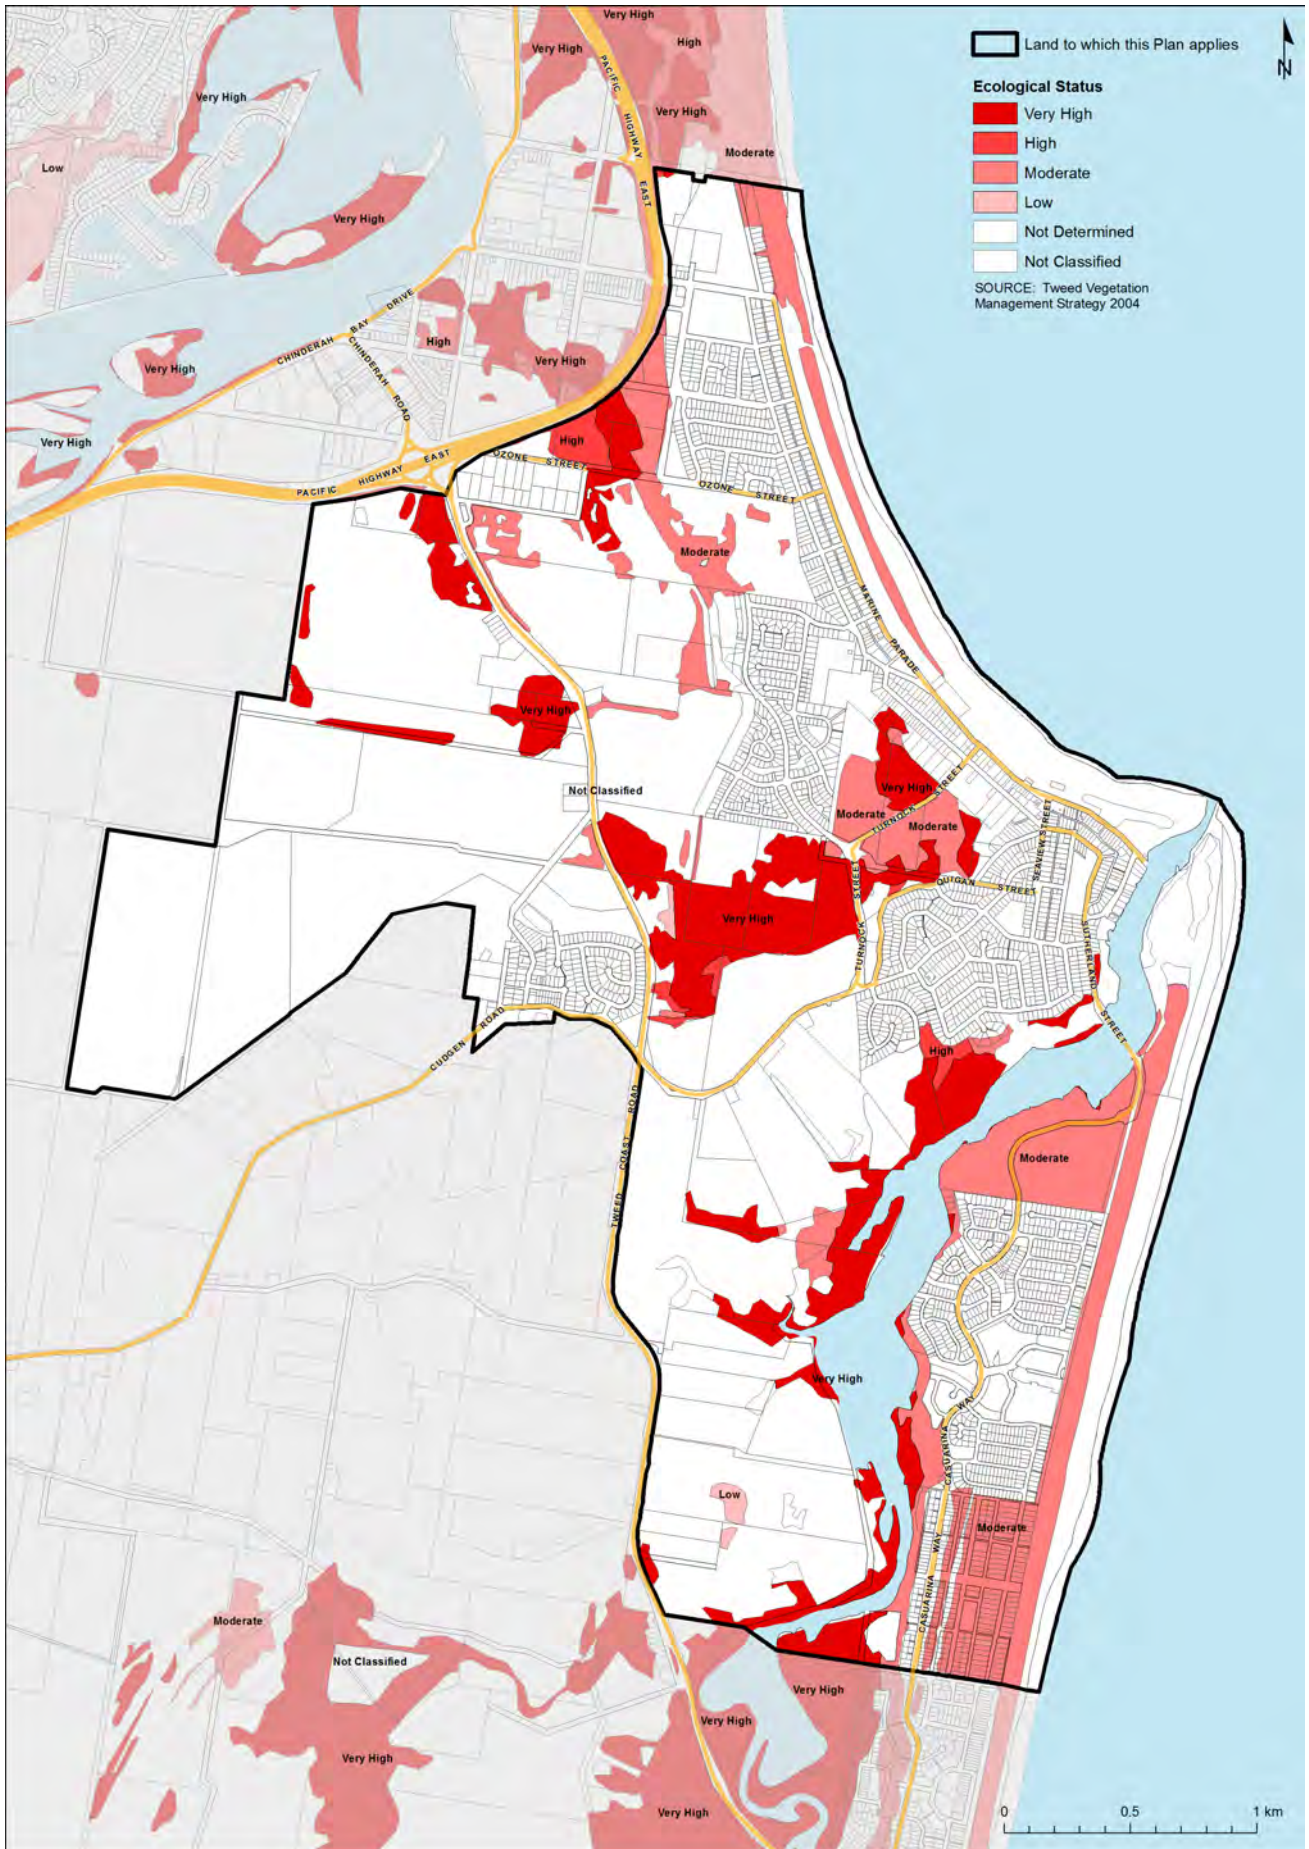 Very High
Very High
High
PACIFIC HIGHWAY EAST
Very High
Very High
Moderate
Low
Very High
Land to which this Plan applies
N
Ecological Status
Very High
High
Moderate
Low
Not Determined
Not Classified
SOURCE: Tweed Vegetation
Management Strategy 2004
CHINDERAH BAY DRIVE
CHINDERAH ROAD
High
Very High
Very High
Very High
High
PACIFIC HIGHWAY EAST
OZONE STREET
OZONE STREET
Moderate
MARINE PARADE
Very High
Not Classified
Very High
Moderate
Moderate
TURNOCK STREET
SEAVIEW STREET
QUIGAN STREET
Very High
TURNOCK STREET
SUTHERLAND STREET
CUDGEN ROAD
High
TWEED COAST ROAD
Moderate
Very High
CASUARINA WAY
Low
Moderate
CASUARINA WAY
Moderate
Not Classified
Very High
Very High
Very High
Very High
0 0.5 1 km